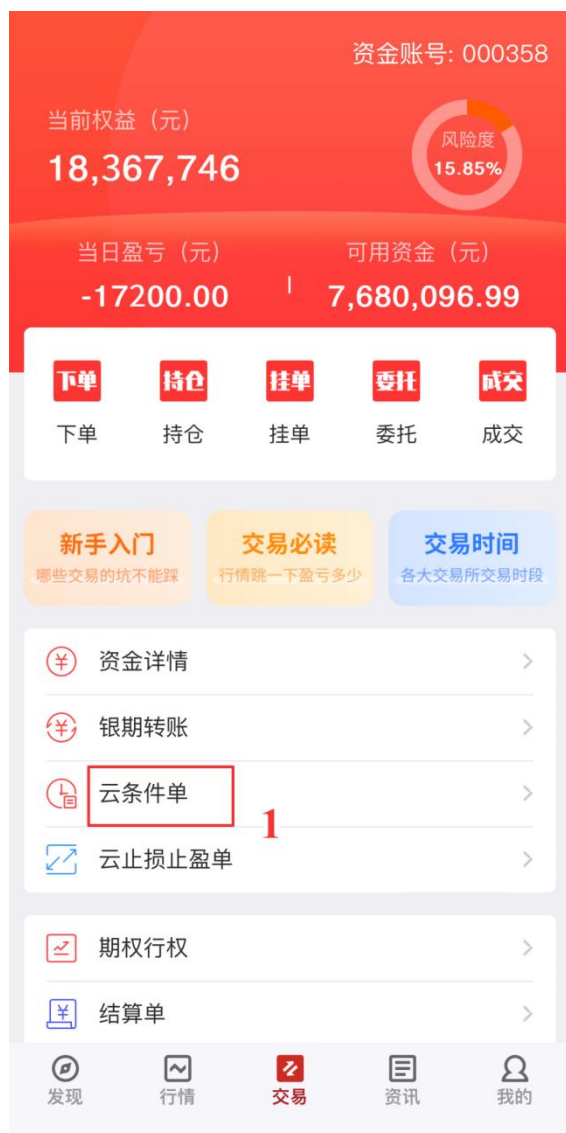 资金账号: 000358
当前权益（元）
18,367,746
风险度
15.85%
当日盈亏（元）
可用资金（元）
-17200.00
7,680,096.99
下单 持仓 挂单 委托 成交
下单 持仓 挂单 委托 成交
新手入门 交易必读 交易时间
哪些交易的坑不能踩 行情跳一下盈亏多少 各大交易所交易时段
¥ 资金详情
¥ 银期转账
云条件单
1
云止损止盈单
期权行权
¥ 结算单
发现 行情 交易 资讯 我的